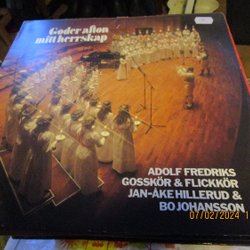 Goder afton
mitt herrskap
ADOLF FREDRIKS
GOSSKÖR & FLICKKÖR
JAN-ÅKE HILLERUD &
BO JOHANSSON
07/02/2024